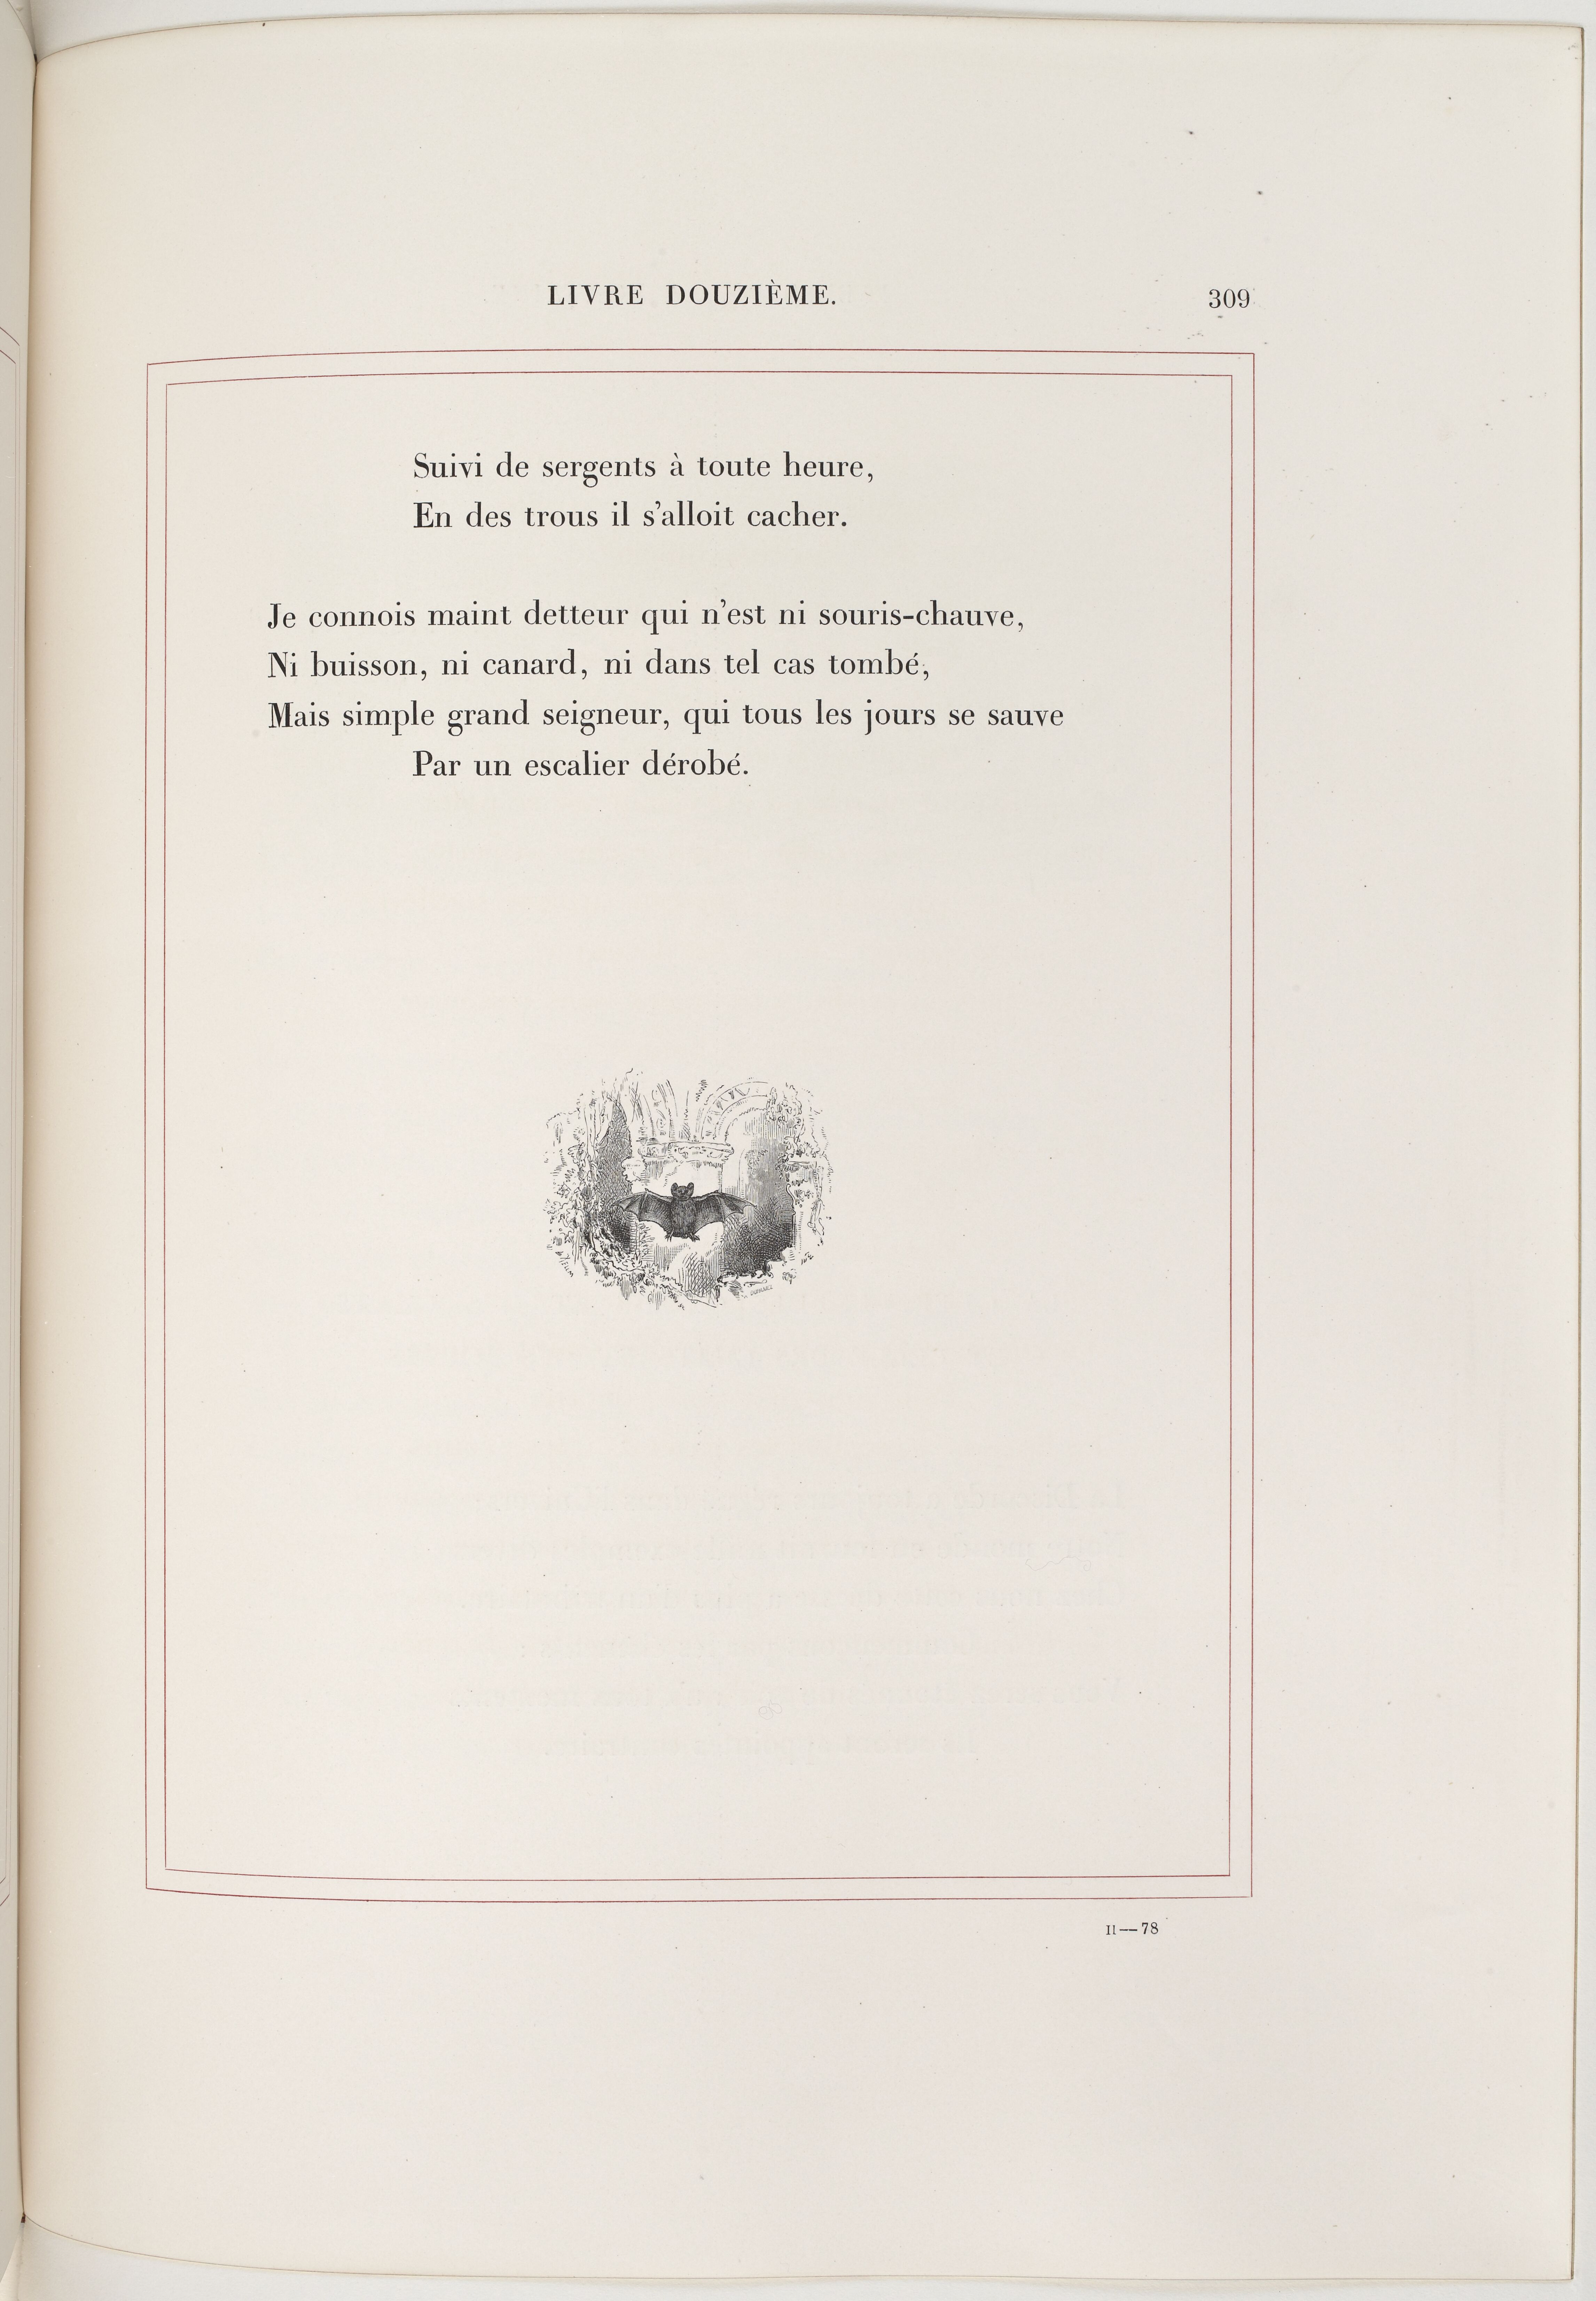 LIVRE DOUZIÈME.
309
Suivi de sergents à toute heure,
En des trous il s'alloit cacher.
Je connois maint detteur qui n'est ni souris-chauve,
Ni buisson, ni canard, ni dans tel cas tombé,
Mais simple grand seigneur, qui tous les jours se sauve
Par un escalier dérobé.
II—78